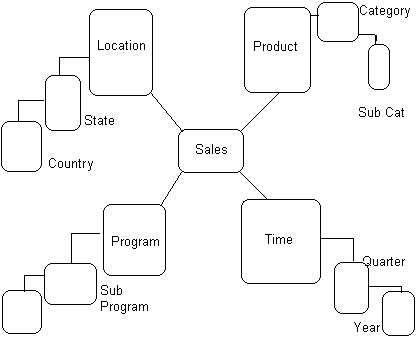 Category
Location
Product
Sub Cat
State
Sales
Country
Program
Time
Quarter
Sub
Program
Year